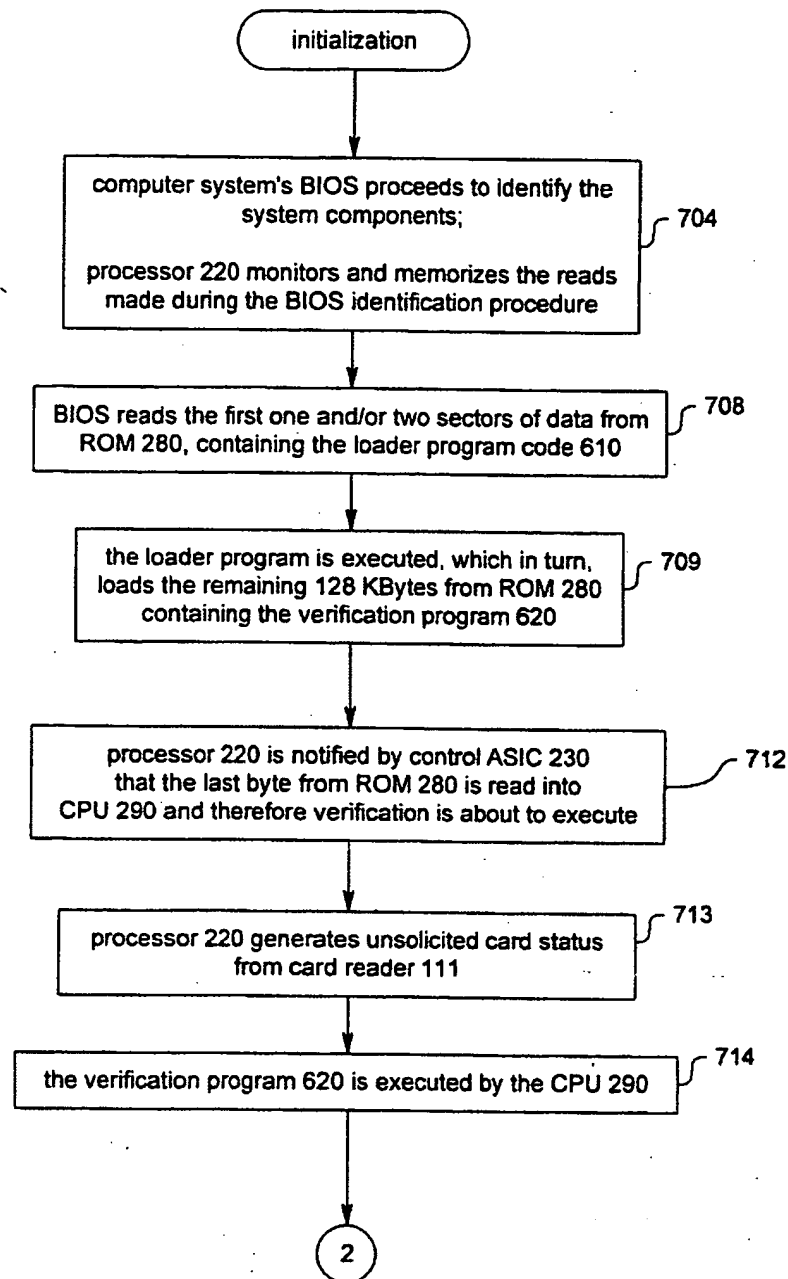 initialization
computer system's BIOS proceeds to identify the
system components;
704
processor 220 monitors and memorizes the reads
made during the BIOS identification procedure
BIOS reads the first one and/or two sectors of data from
ROM 280, containing the loader program code 610
708
the loader program is executed, which in turn,
loads the remaining 128 KBytes from ROM 280
containing the verification program 620
709
processor 220 is notified by control ASIC 230
that the last byte from ROM 280 is read into
CPU 290 and therefore verification is about to execute
712
processor 220 generates unsolicited card status
from card reader 111
713
the verification program 620 is executed by the CPU 290
714
2